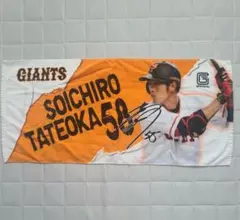 GIANTS
SOICHIRO
TATEOKA 58
G